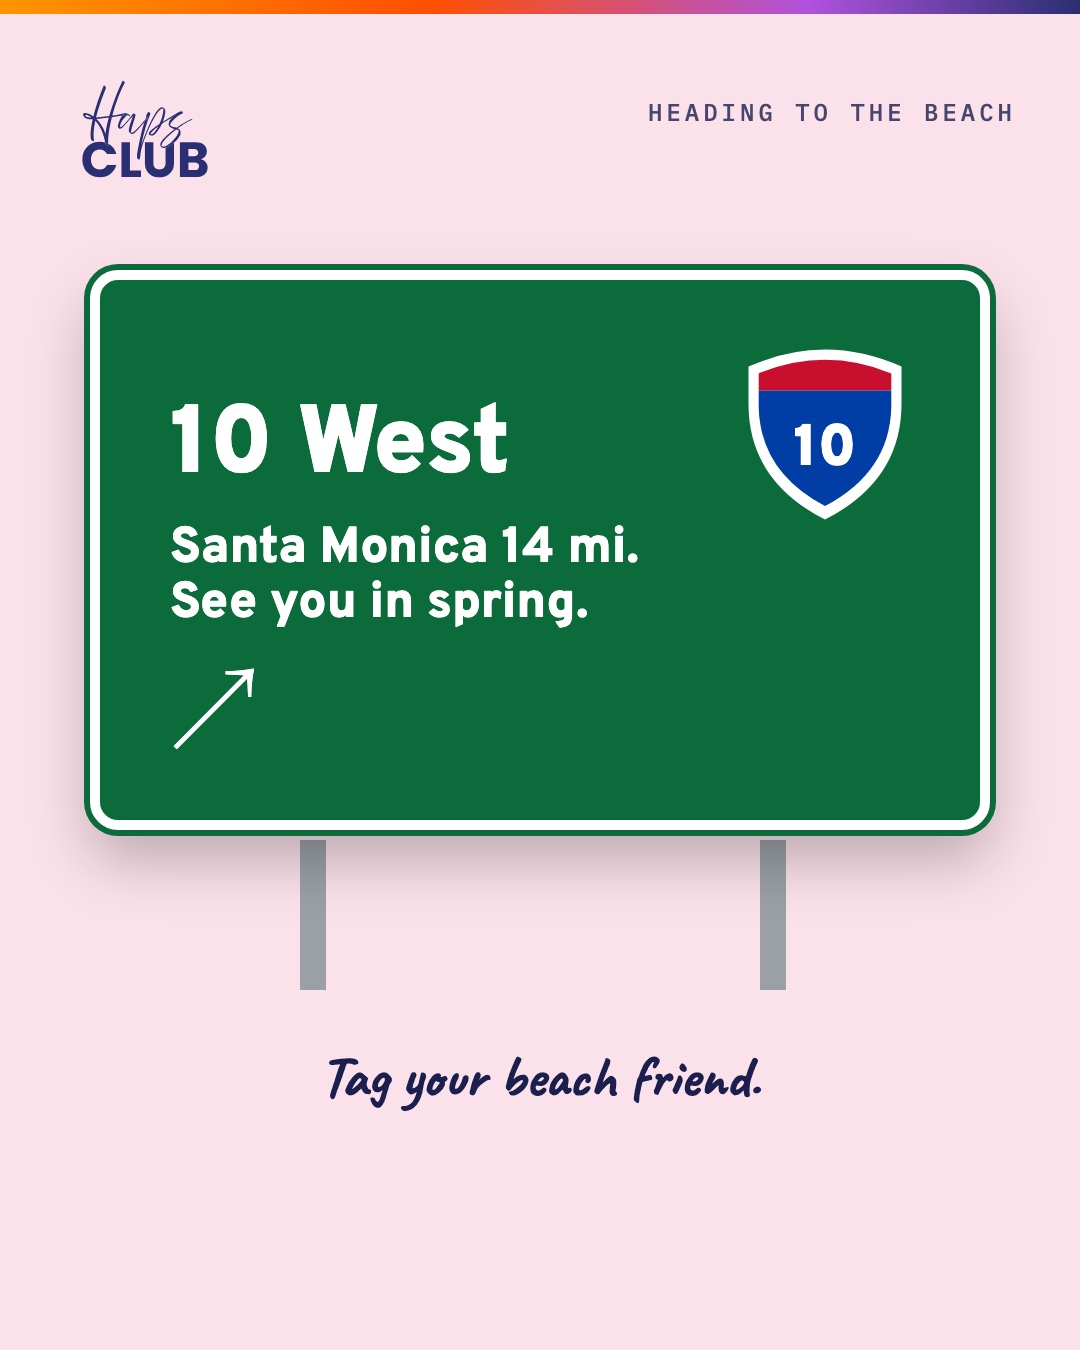 Haps
CLUB
HEADING TO THE BEACH
10 West
10
Santa Monica 14 mi.
See you in spring.
Tag your beach friend.